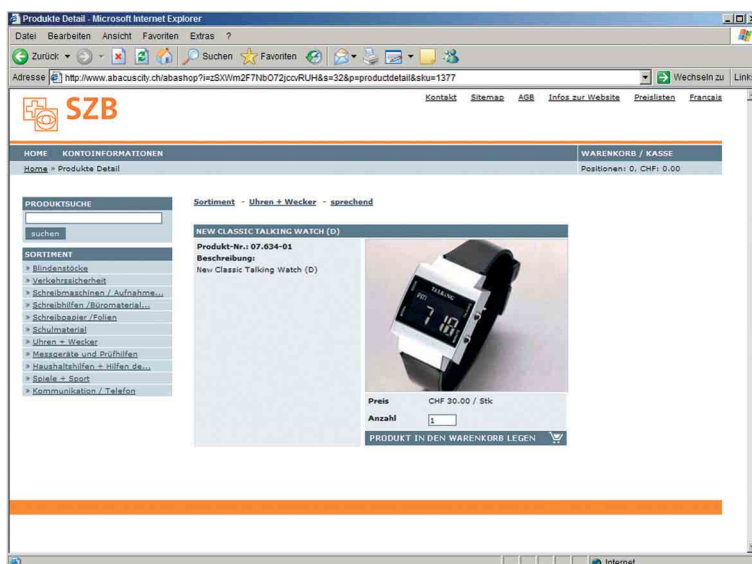 Produkte Detail - Microsoft Internet Explorer
Datei Bearbeiten Ansicht Favoriten Extras ?
Zurück Suchen Favoriten
Adresse http://www.abacuscity.ch/abashop?i=zSXWm2F7NbO72jccvRUH&s=32&p=productdetail&sku=1377 Wechseln zu Links
Kontakt Sitemap AGB Infos zur Website Preislisten Français
SZB
HOME KONTOINFORMATIONEN WARENKORB / KASSE
Home » Produkte Detail Positionen: 0, CHF: 0.00
PRODUKTSUCHE
suchen
SORTIMENT
» Blindenstöcke
» Verkehrssicherheit
» Schreibmaschinen / Aufnahme...
» Schreibhilfen /Büromaterial...
» Schreibpapier /Folien
» Schulmaterial
» Uhren + Wecker
» Messgeräte und Prüfhilfen
» Haushaltshilfen + Hilfen de...
» Spiele + Sport
» Kommunikation / Telefon
Sortiment - Uhren + Wecker - sprechend
NEW CLASSIC TALKING WATCH (D)
Produkt-Nr.: 07.634-01
Beschreibung:
New Classic Talking Watch (D)
TALKING
PM
7 18
Preis CHF 30.00 / Stk
Anzahl 1
PRODUKT IN DEN WARENKORB LEGEN
Internet